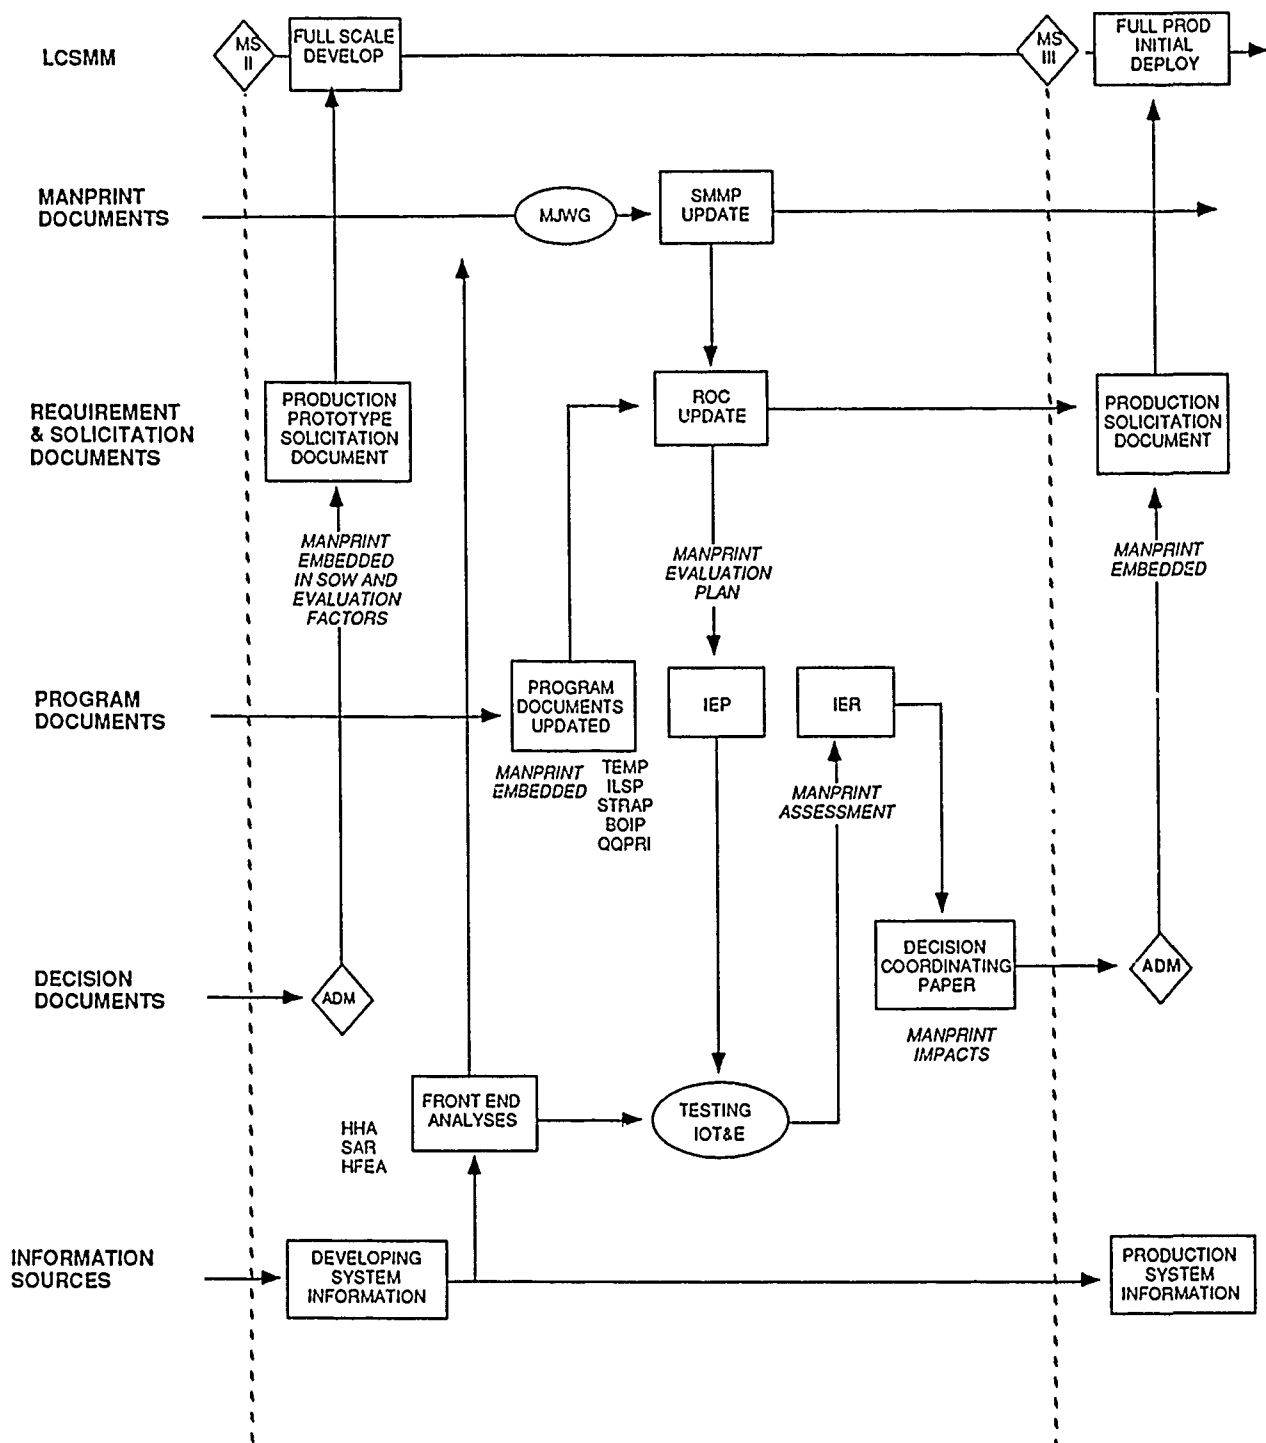 LCSMM
MS
II
FULL SCALE
DEVELOP
MS
III
FULL PROD
INITIAL
DEPLOY
MANPRINT
DOCUMENTS
MJWG
SMMP
UPDATE
REQUIREMENT
& SOLICITATION
DOCUMENTS
PRODUCTION
PROTOTYPE
SOLICITATION
DOCUMENT
ROC
UPDATE
PRODUCTION
SOLICITATION
DOCUMENT
MANPRINT
EMBEDDED
IN SOW AND
EVALUATION
FACTORS
MANPRINT
EVALUATION
PLAN
MANPRINT
EMBEDDED
PROGRAM
DOCUMENTS
PROGRAM
DOCUMENTS
UPDATED
IEP
IER
MANPRINT
EMBEDDED
TEMP
ILSP
STRAP
BOIP
QQPRI
MANPRINT
ASSESSMENT
DECISION
DOCUMENTS
ADM
DECISION
COORDINATING
PAPER
ADM
MANPRINT
IMPACTS
HHA
SAR
HFEA
FRONT END
ANALYSES
TESTING
IOT&E
INFORMATION
SOURCES
DEVELOPING
SYSTEM
INFORMATION
PRODUCTION
SYSTEM
INFORMATION